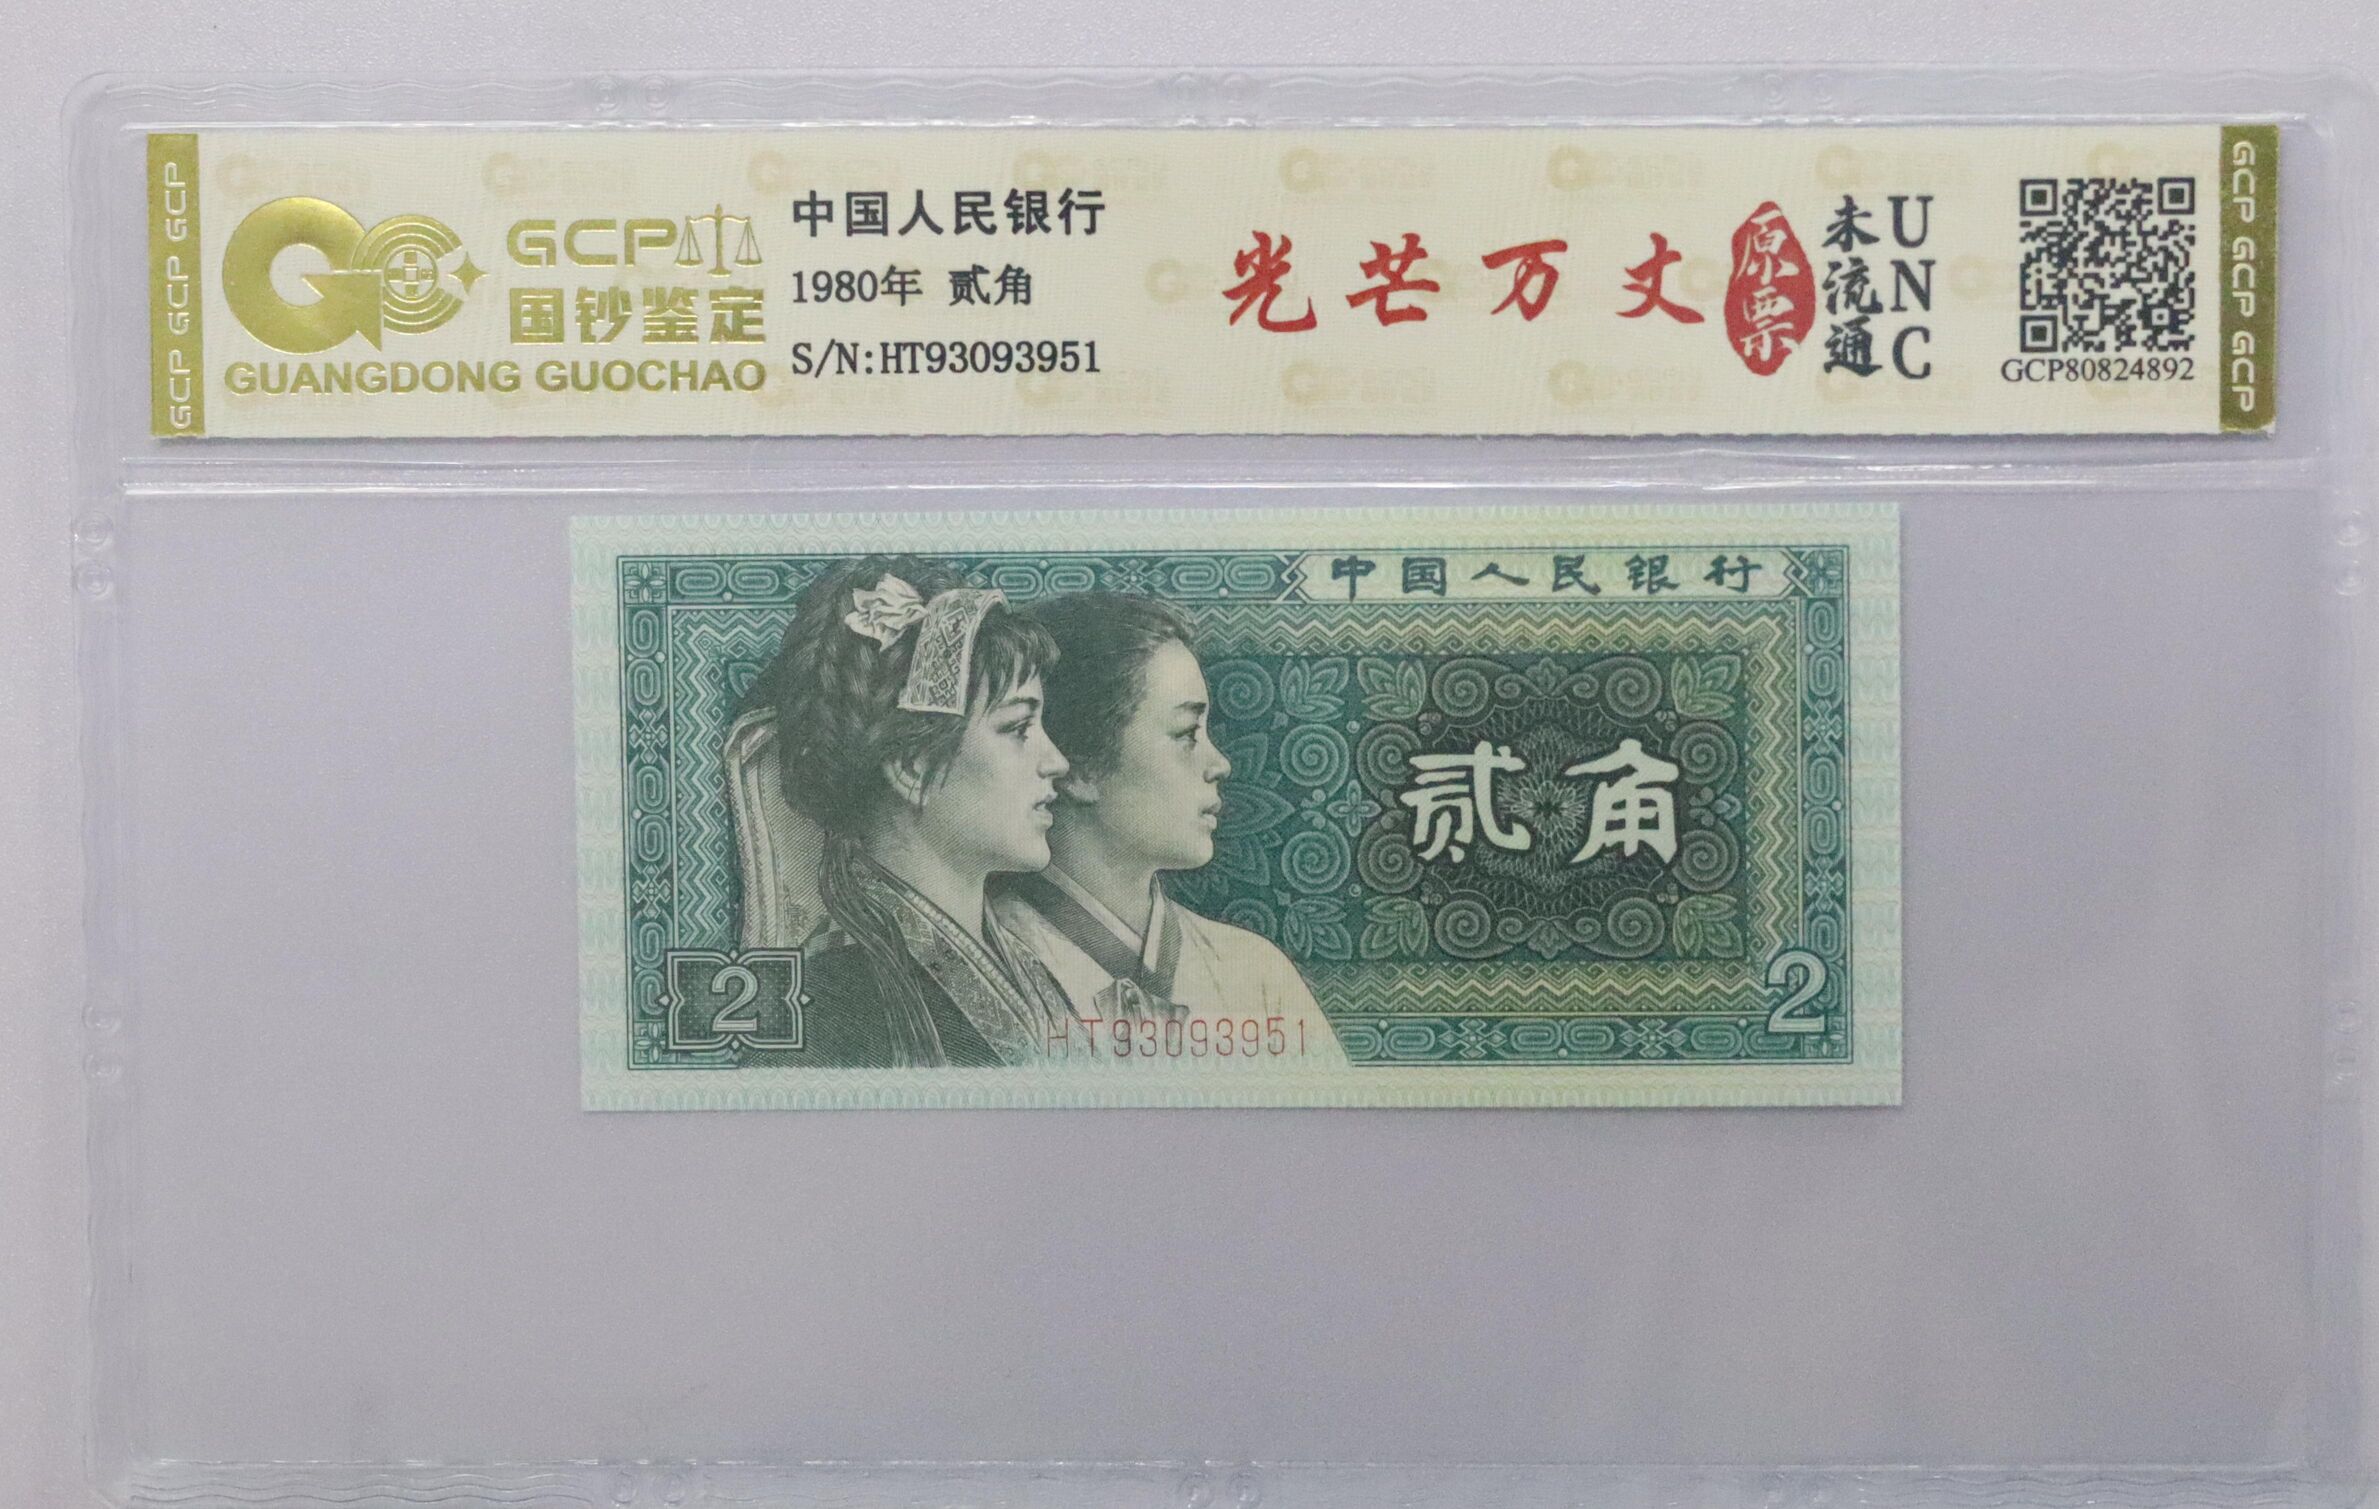 GCP GCP GCP
GCP
国钞鉴定
GUANGDONG GUOCHAO
中国人民银行
1980年 贰角
S/N:HT93093951
光芒万丈
原票
未流通
UNC
GCP80824892
GCP GCP GCP
中国人民银行
贰角
2
2
HT93093951